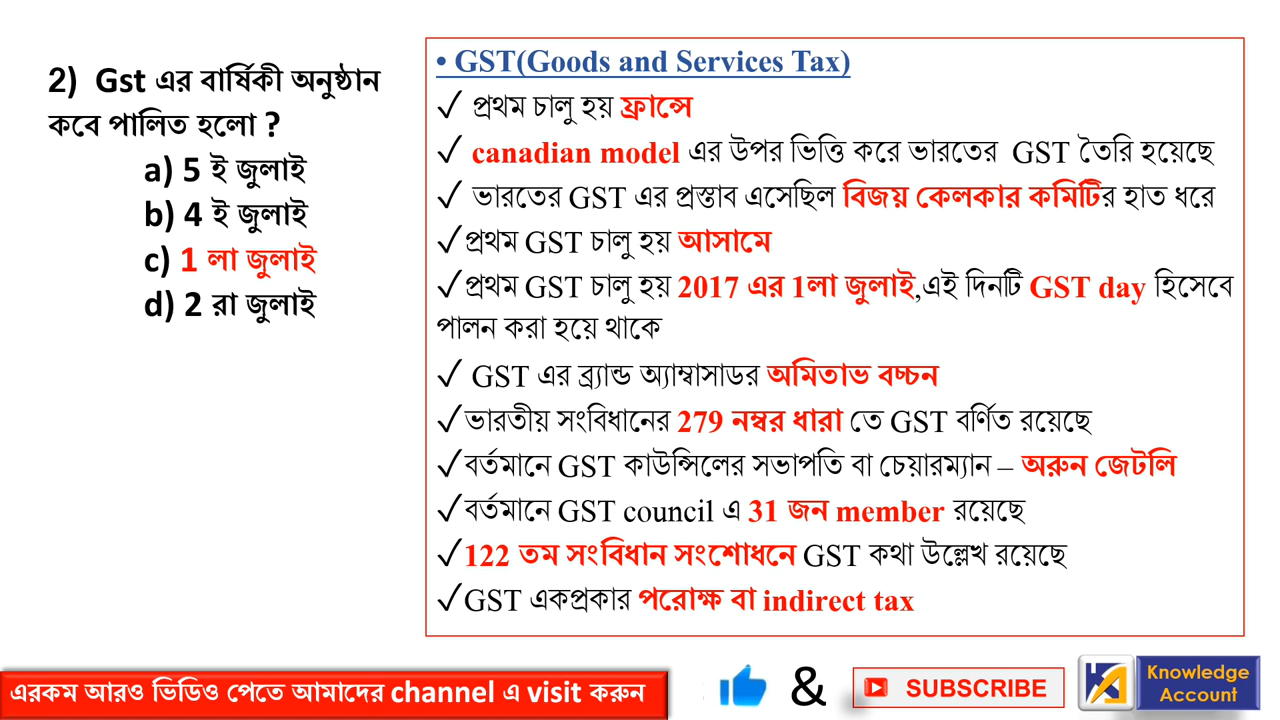 2) Gst এর বার্ষিকী অনুষ্ঠান
কবে পালিত হলো ?
a) 5 ই জুলাই
b) 4 ই জুলাই
c) 1 লা জুলাই
d) 2 রা জুলাই
• GST(Goods and Services Tax)
✓ প্রথম চালু হয় ফ্রান্সে
✓ canadian model এর উপর ভিত্তি করে ভারতের GST তৈরি হয়েছে
✓ ভারতের GST এর প্রস্তাব এসেছিল বিজয় কেলকার কমিটির হাত ধরে
✓প্রথম GST চালু হয় আসামে
✓প্রথম GST চালু হয় 2017 এর 1লা জুলাই,এই দিনটি GST day হিসেবে
পালন করা হয়ে থাকে
✓ GST এর ব্র্যান্ড অ্যাম্বাসাডর অমিতাভ বচ্চন
✓ভারতীয় সংবিধানের 279 নম্বর ধারা তে GST বর্ণিত রয়েছে
✓বর্তমানে GST কাউন্সিলের সভাপতি বা চেয়ারম্যান – অরুন জেটলি
✓বর্তমানে GST council এ 31 জন member রয়েছে
✓122 তম সংবিধান সংশোধনে GST কথা উল্লেখ রয়েছে
✓GST একপ্রকার পরোক্ষ বা indirect tax
এরকম আরও ভিডিও পেতে আমাদের channel এ visit করুন
& SUBSCRIBE
Knowledge
Account